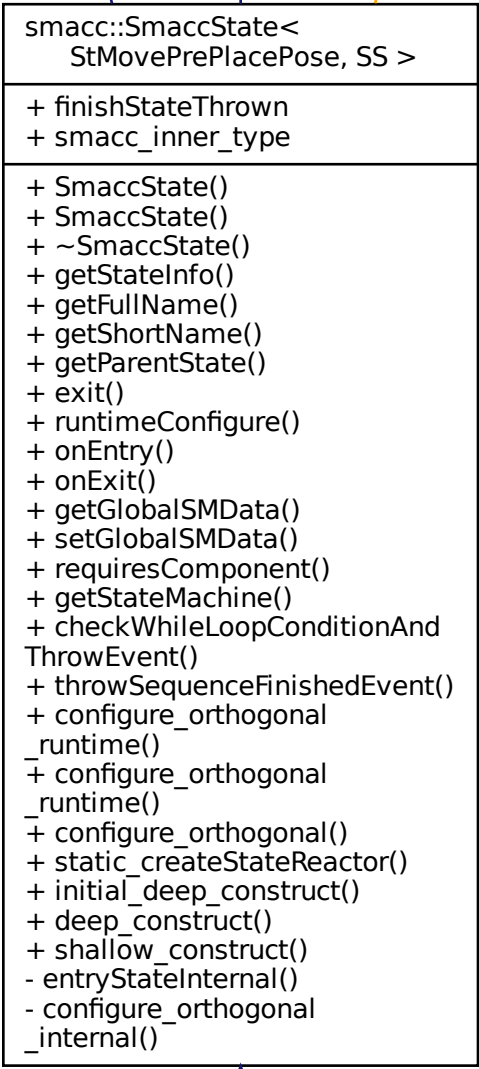 smacc::SmaccState<
StMovePrePlacePose, SS >
+ finishStateThrown
+ smacc_inner_type
+ SmaccState()
+ SmaccState()
+ ~SmaccState()
+ getStateInfo()
+ getFullName()
+ getShortName()
+ getParentState()
+ exit()
+ runtimeConfigure()
+ onEntry()
+ onExit()
+ getGlobalSMData()
+ setGlobalSMData()
+ requiresComponent()
+ getStateMachine()
+ checkWhileLoopConditionAnd
ThrowEvent()
+ throwSequenceFinishedEvent()
+ configure_orthogonal
_runtime()
+ configure_orthogonal
_runtime()
+ configure_orthogonal()
+ static_createStateReactor()
+ initial_deep_construct()
+ deep_construct()
+ shallow_construct()
- entryStateInternal()
- configure_orthogonal
_internal()